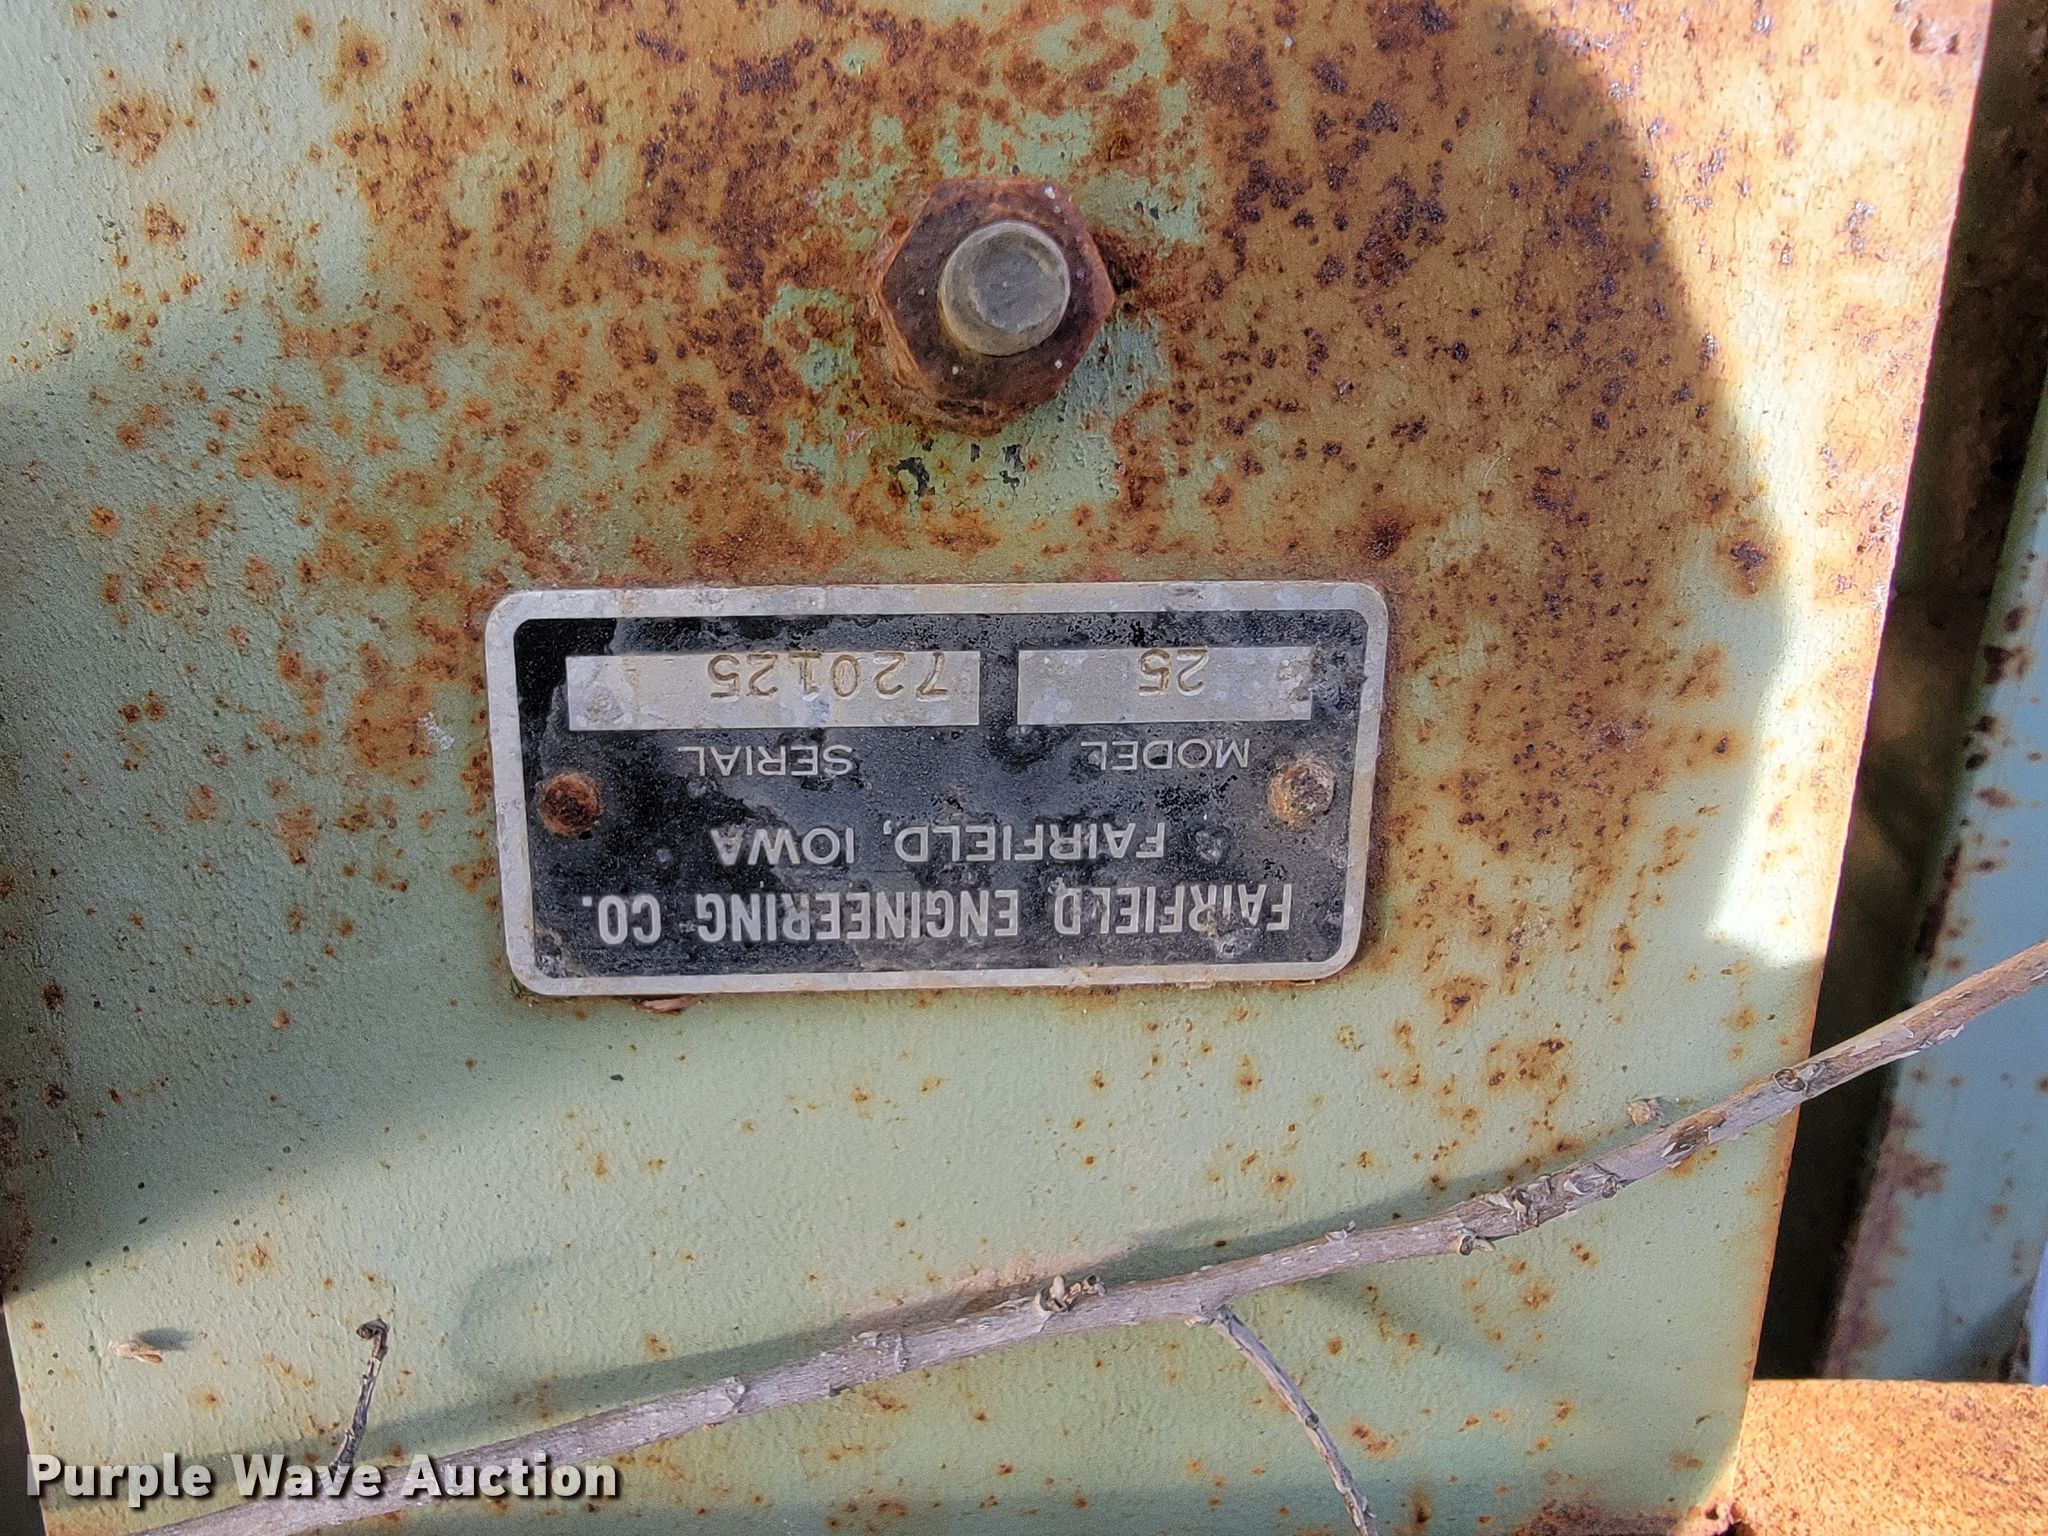 FAIRFIELD ENGINEERING CO.
FAIRFIELD, IOWA
MODEL SERIAL
25 720125
Purple Wave Auction